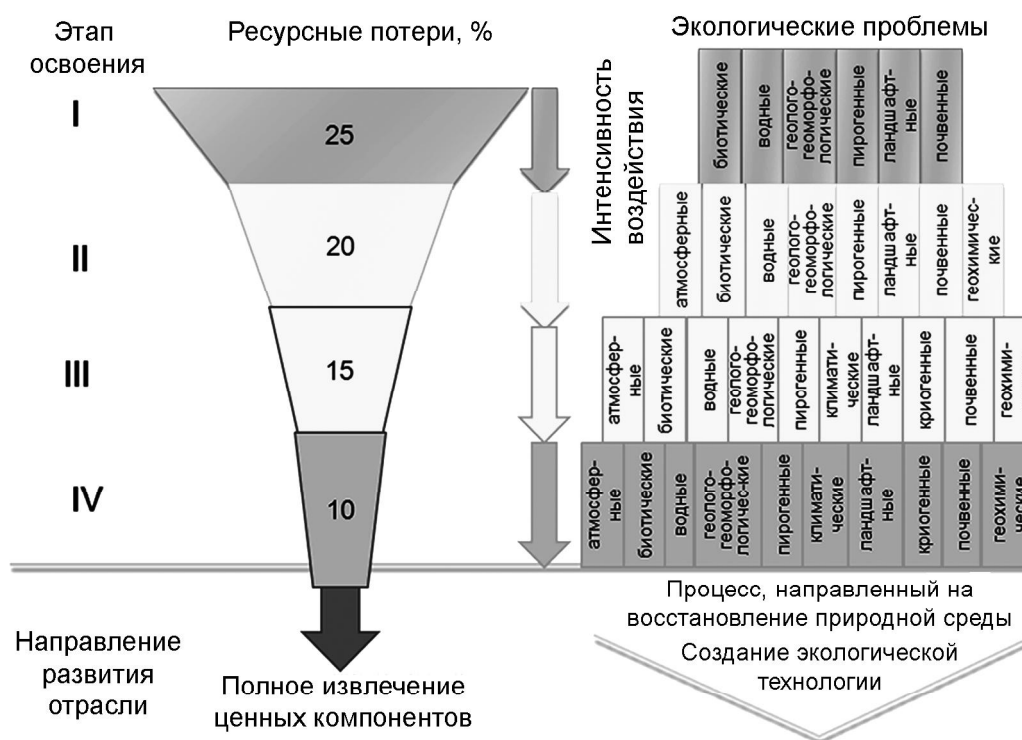 Этап
освоения
Ресурсные потери, %
Экологические проблемы
Интенсивность
воздействия
I
25
биотические
водные
геолого-
геоморфо-
логические
пирогенные
ландшафт-
ные
почвенные
II
20
атмосферные
биотические
водные
геолого-
геоморфо-
логические
пирогенные
ландшафт-
ные
почвенные
геохимичес-
кие
III
15
атмосфер-
ные
биотические
водные
геолого-
геоморфо-
логические
пирогенные
климати-
ческие
ландшафт-
ные
криогенные
почвенные
геохими-
IV
10
атмосфер-
ные
биотические
водные
геолого-
геоморфо-
логичес-кие
пирогенные
климати-
ческие
ландшафт-
ные
криогенные
почвенные
геохими-
ческие
Направление
развития
отрасли
Полное извлечение
ценных компонентов
Процесс, направленный на
восстановление природной среды
Создание экологической
технологии